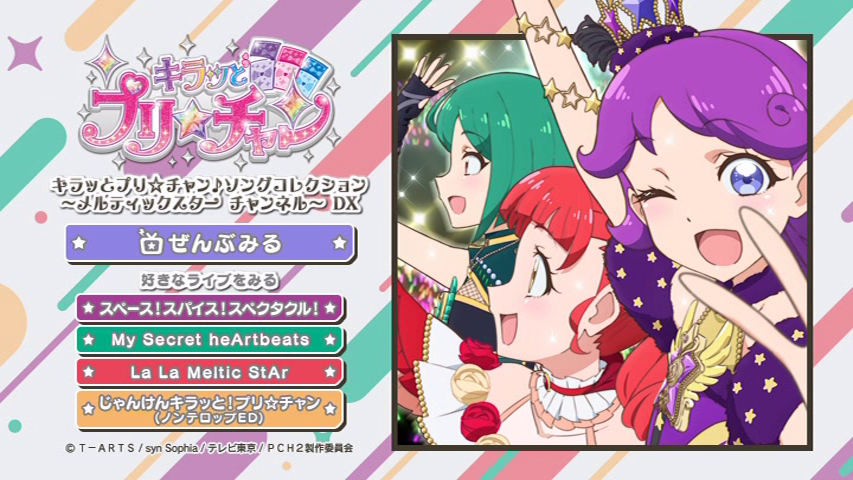 キラッと
プリ☆チャン
キラッとプリ☆チャン♪ソングコレクション
～メルティックスター チャンネル～ DX
ぜんぶみる
好きなライブをみる
スペース！スパイス！スペクタクル！
My Secret heArtbeats
La La Meltic StAr
じゃんけんキラッと！プリ☆チャン
(ノンテロップED)
© T-ARTS / syn Sophia / テレビ東京 / PCH2製作委員会